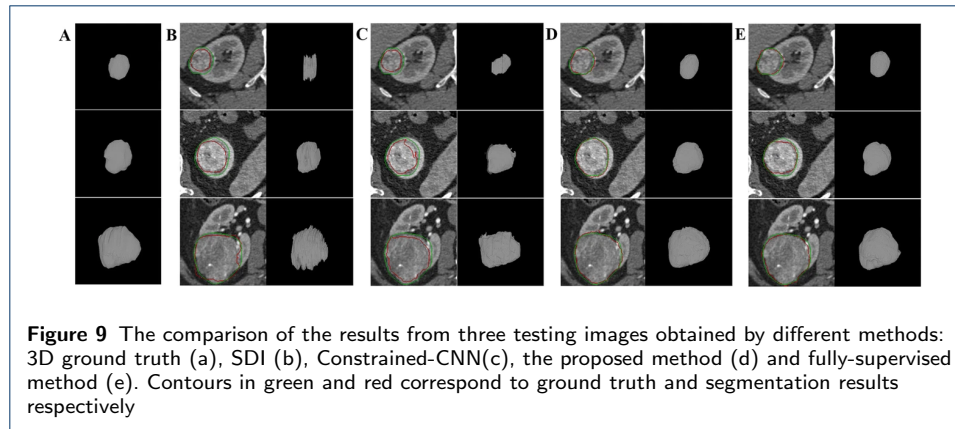 A B C D E
Figure 9 The comparison of the results from three testing images obtained by different methods:
3D ground truth (a), SDI (b), Constrained-CNN(c), the proposed method (d) and fully-supervised
method (e). Contours in green and red correspond to ground truth and segmentation results
respectively